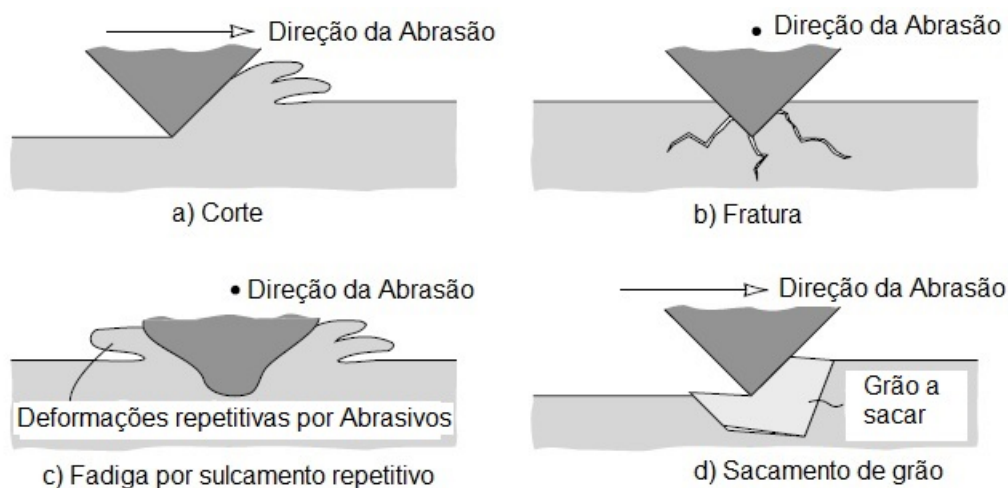 Direção da Abrasão
a) Corte
Direção da Abrasão
b) Fratura
Direção da Abrasão
Deformações repetitivas por Abrasivos
c) Fadiga por sulcamento repetitivo
Direção da Abrasão
Grão a
sacar
d) Sacamento de grão